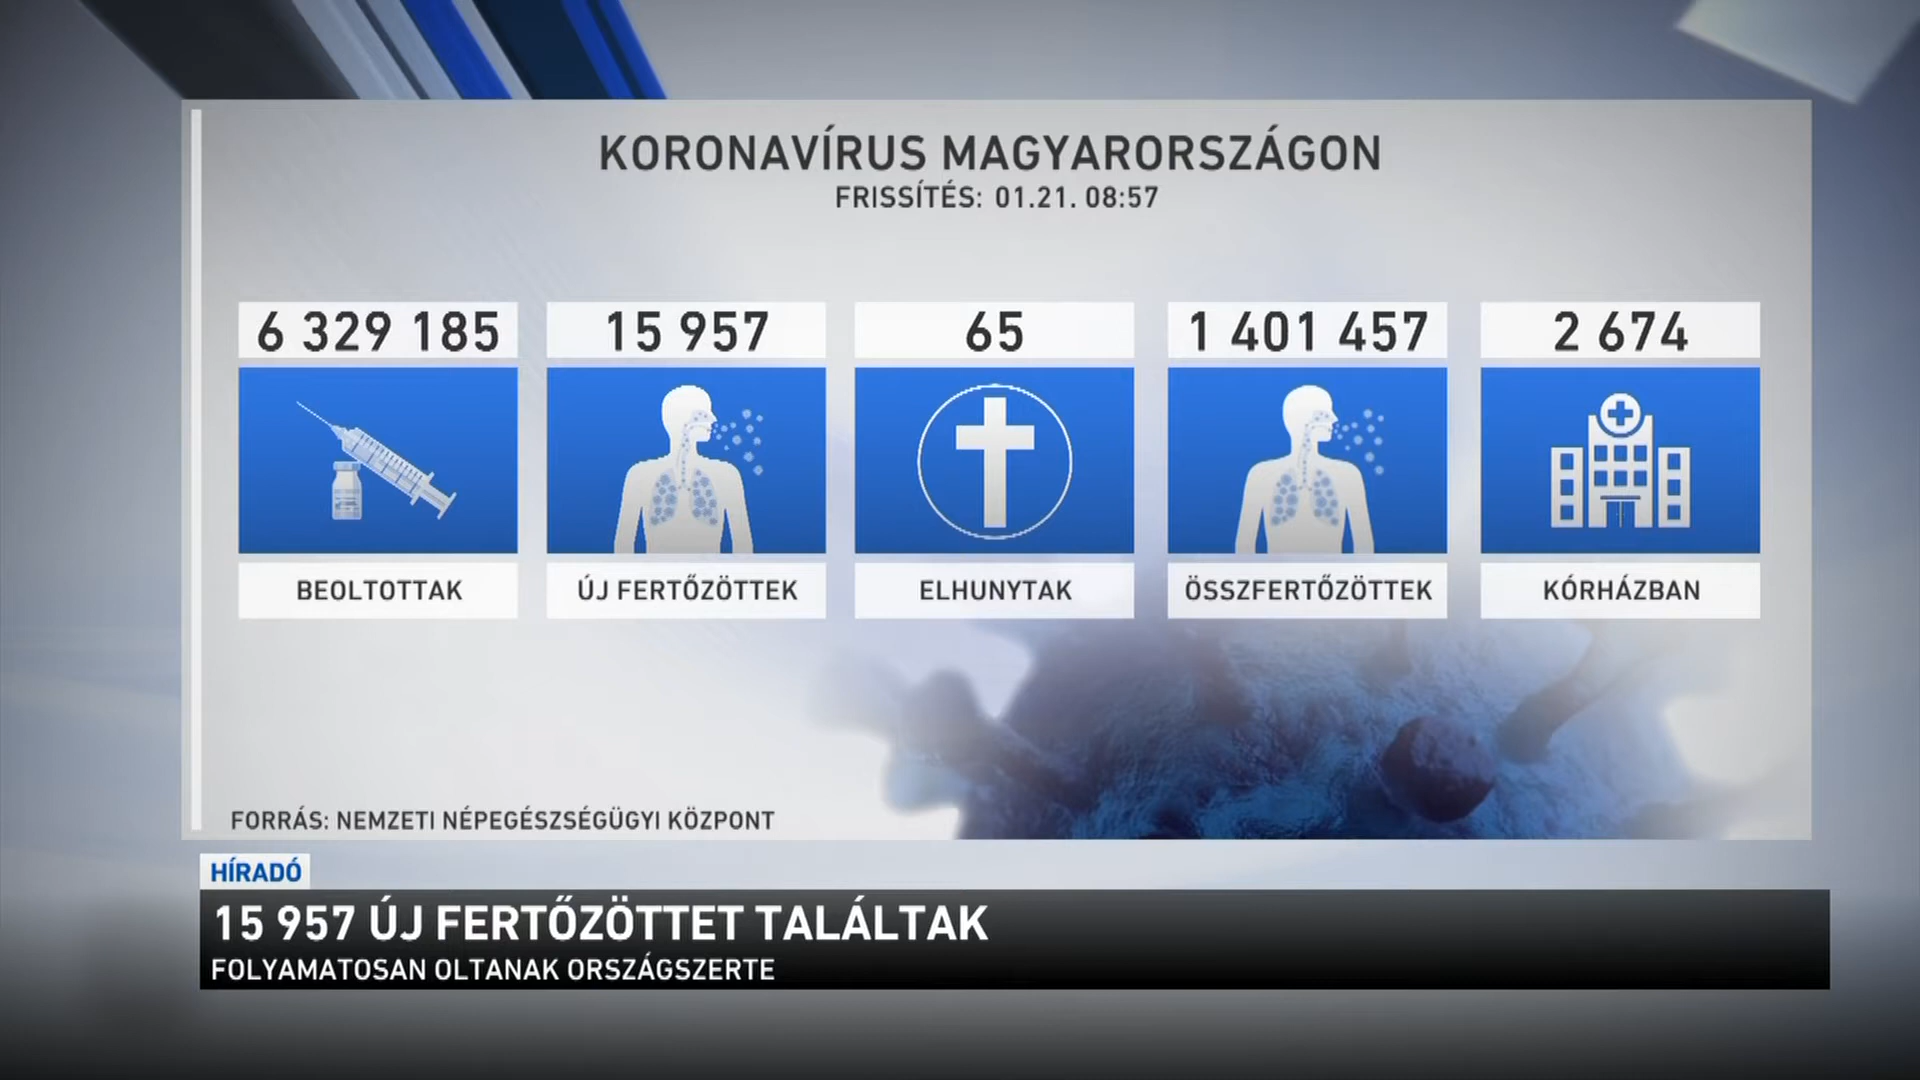 KORONAVÍRUS MAGYARORSZÁGON
FRISSÍTÉS: 01.21. 08:57
6 329 185
15 957
65
1 401 457
2 674
BEOLTOTTAK
ÚJ FERTŐZÖTTEK
ELHUNYTAK
ÖSSZFERTŐZÖTTEK
KÓRHÁZBAN
FORRÁS: NEMZETI NÉPEGÉSZSÉGÜGYI KÖZPONT
HÍRADÓ
15 957 ÚJ FERTŐZÖTTET TALÁLTAK
FOLYAMATOSAN OLTANAK ORSZÁGSZERTE